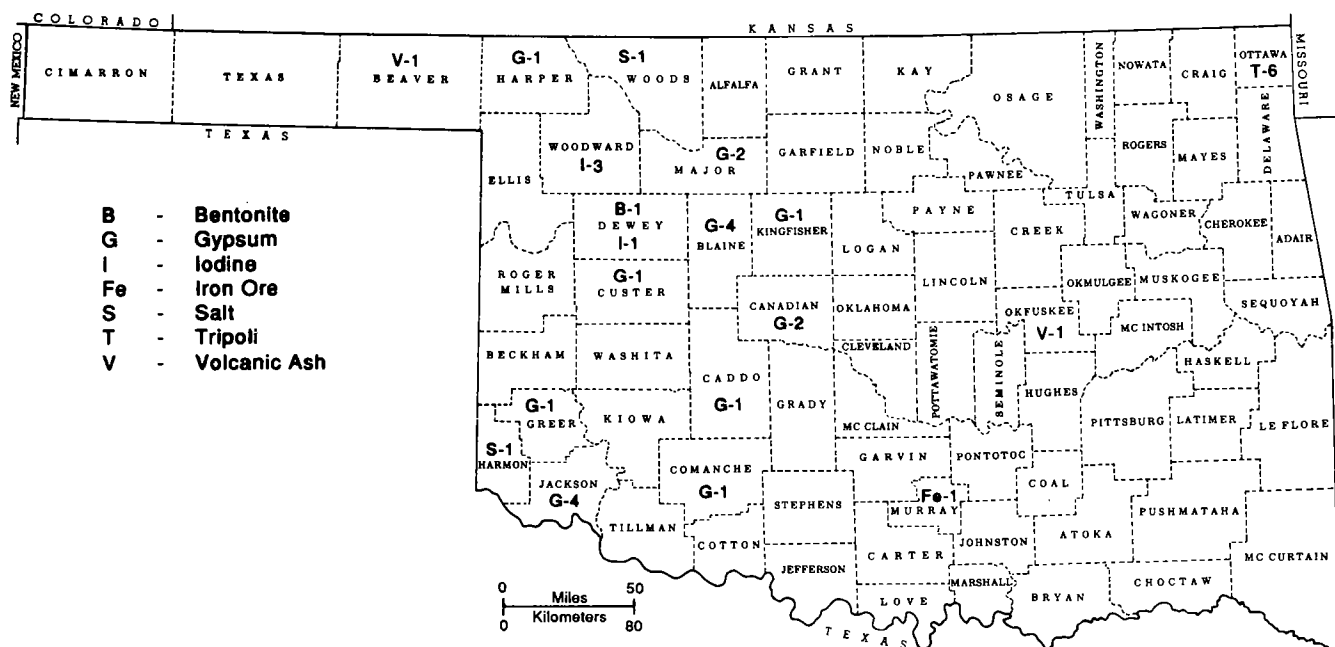 COLORADO
KANSAS
NEW MEXICO
MISSOURI
CIMARRON
TEXAS
V-1
BEAVER
G-1
HARPER
S-1
WOODS
ALFALFA
GRANT
KAY
OSAGE
WASHINGTON
NOWATA
CRAIG
OTTAWA
T-6
TEXAS
ELLIS
WOODWARD
I-3
G-2
MAJOR
GARFIELD
NOBLE
PAWNEE
TULSA
ROGERS
MAYES
DELAWARE
B - Bentonite
G - Gypsum
I - Iodine
Fe - Iron Ore
S - Salt
T - Tripoli
V - Volcanic Ash
B-1
DEWEY
I-1
G-4
BLAINE
G-1
KINGFISHER
LOGAN
PAYNE
CREEK
WAGONER
CHEROKEE
ADAIR
ROGER
MILLS
G-1
CUSTER
CANADIAN
G-2
OKLAHOMA
LINCOLN
OKMULGEE
MUSKOGEE
SEQUOYAH
OKFUSKEE
V-1
MC INTOSH
BECKHAM
WASHITA
CADDO
G-1
GRADY
CLEVELAND
MC CLAIN
POTTAWATOMIE
SEMINOLE
HUGHES
HASKELL
PITTSBURG
LATIMER
LE FLORE
G-1
GREER
KIOWA
S-1
HARMON
JACKSON
G-4
COMANCHE
G-1
GARVIN
PONTOTOC
COAL
STEPHENS
Fe-1
MURRAY
TILLMAN
COTTON
CARTER
JOHNSTON
ATOKA
PUSHMATAHA
MC CURTAIN
JEFFERSON
LOVE
MARSHALL
BRYAN
CHOCTAW
0 50
Miles
Kilometers
0 80
TEXAS